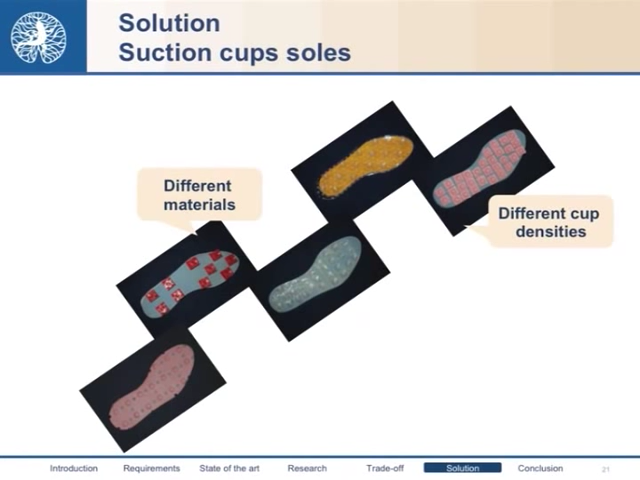 Solution
Suction cups soles
Different
materials
Different cup
densities
Introduction
Requirements
State of the art
Research
Trade-off
Solution
Conclusion
21